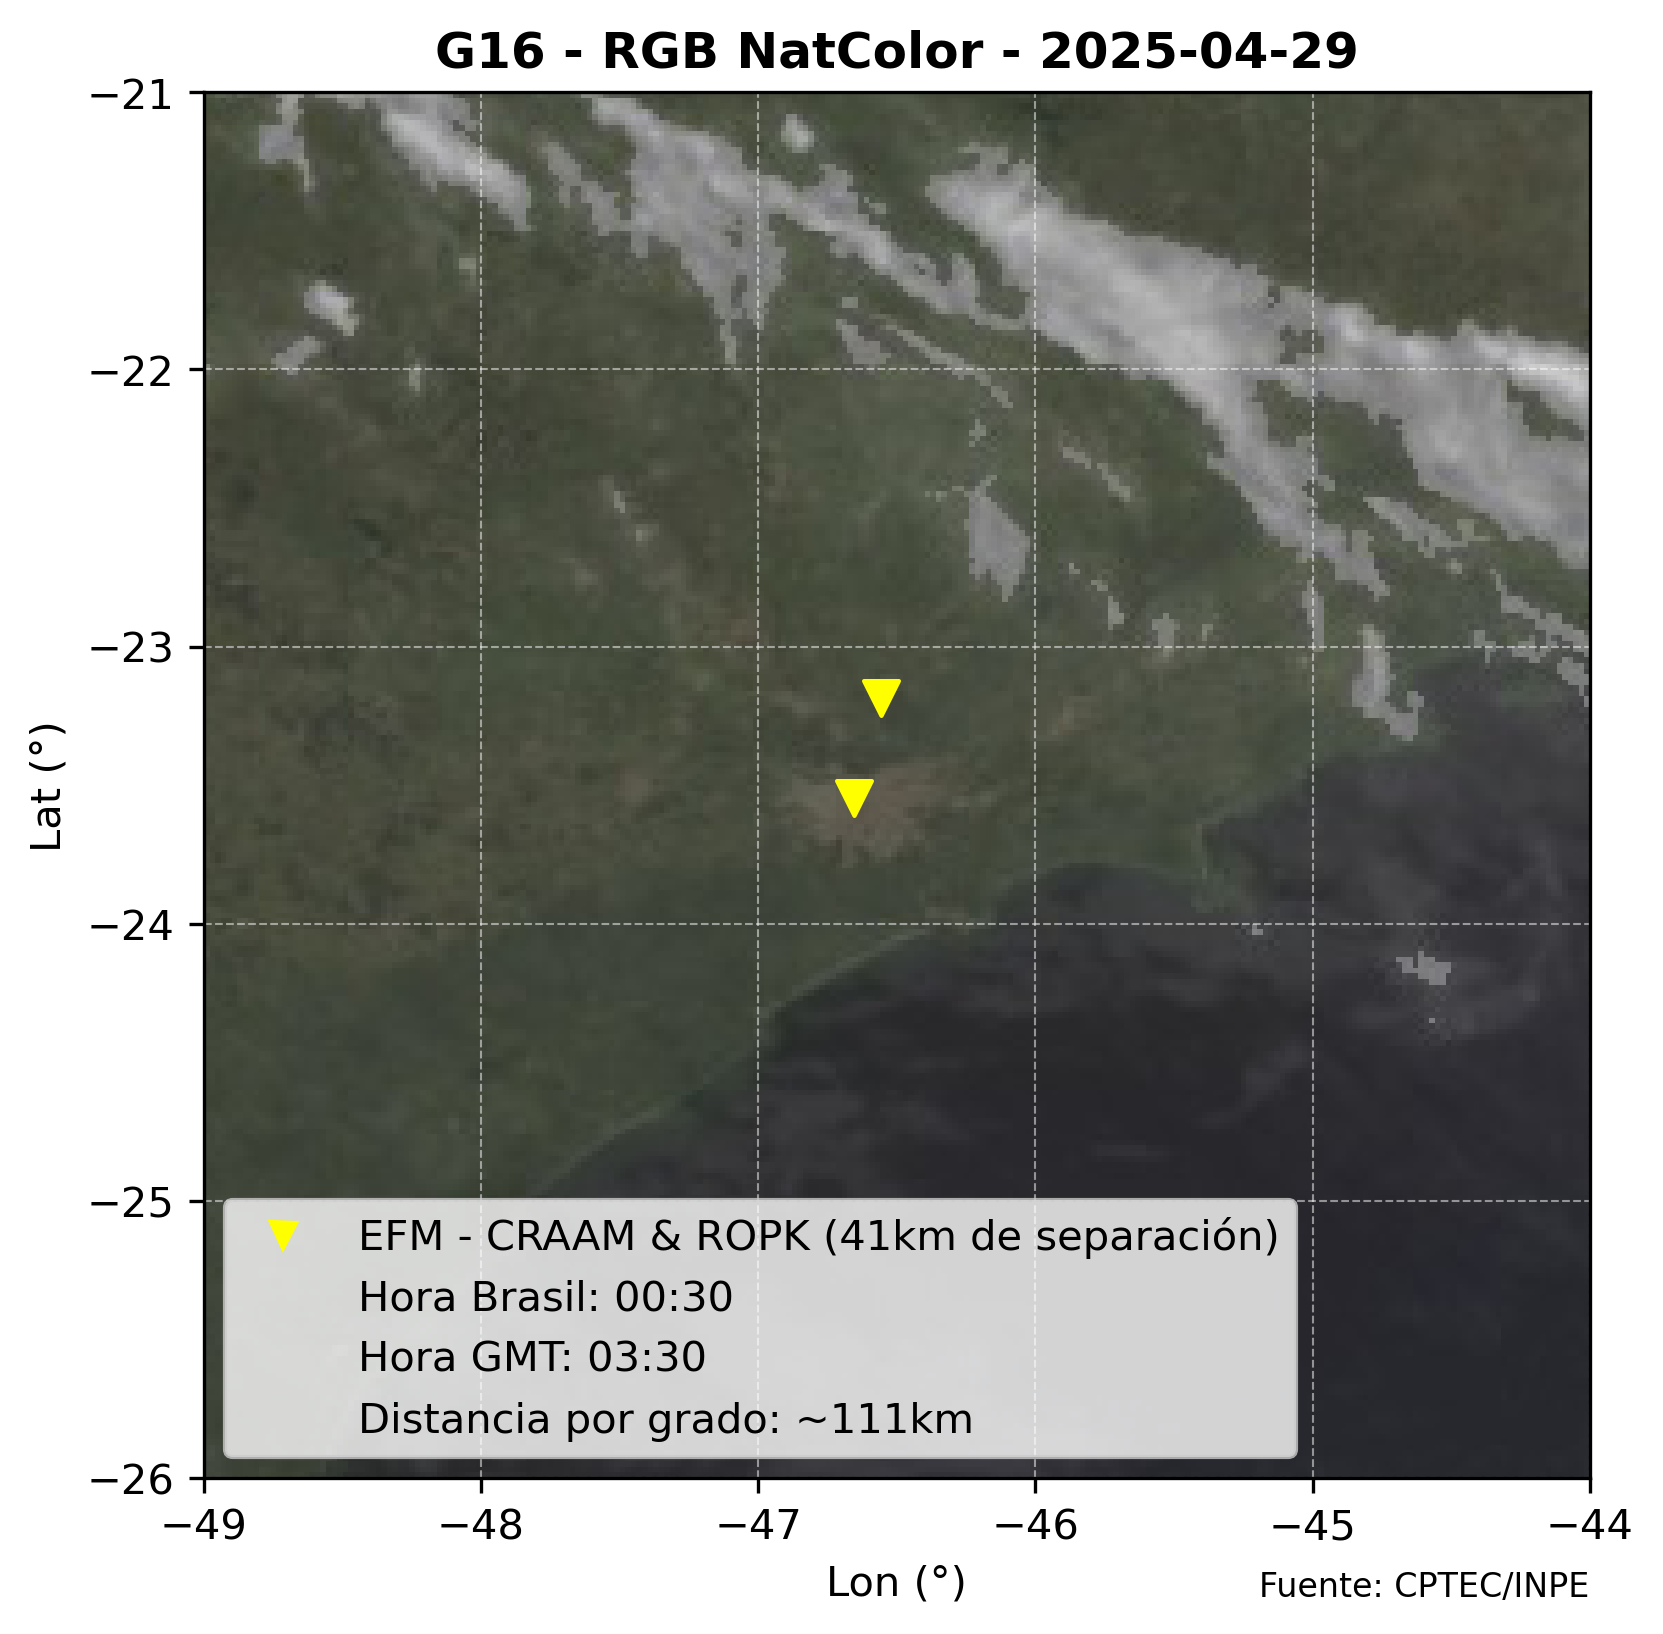 G16 - RGB NatColor - 2025-04-29
−21
−22
−23
−24
−25
−26
Lat (°)
EFM - CRAAM & ROPK (41km de separación)
Hora Brasil: 00:30
Hora GMT: 03:30
Distancia por grado: ~111km
−49 −48 −47 −46 −45 −44
Lon (°)
Fuente: CPTEC/INPE